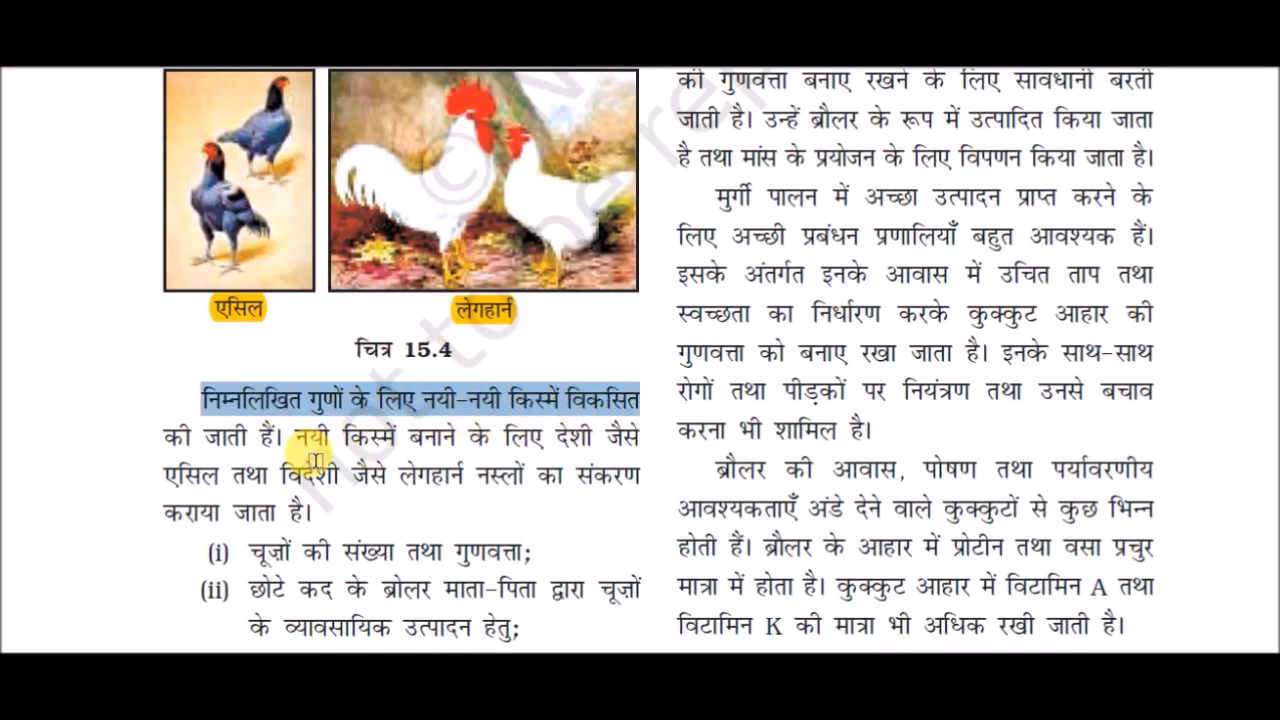 एसिल
लेगहार्न
चित्र 15.4
निम्नलिखित गुणों के लिए नयी-नयी किस्में विकसित
की जाती हैं। नयी किस्में बनाने के लिए देशी जैसे
एसिल तथा विदेशी जैसे लेगहार्न नस्लों का संकरण
कराया जाता है।
(i) चूज़ों की संख्या तथा गुणवत्ता;
(ii) छोटे कद के ब्रोलर माता-पिता द्वारा चूज़ों
के व्यावसायिक उत्पादन हेतु;
की गुणवत्ता बनाए रखने के लिए सावधानी बरती
जाती है। उन्हें ब्रौलर के रूप में उत्पादित किया जाता
है तथा मांस के प्रयोजन के लिए विपणन किया जाता है।
मुर्गी पालन में अच्छा उत्पादन प्राप्त करने के
लिए अच्छी प्रबंधन प्रणालियाँ बहुत आवश्यक हैं।
इसके अंतर्गत इनके आवास में उचित ताप तथा
स्वच्छता का निर्धारण करके कुक्कुट आहार की
गुणवत्ता को बनाए रखा जाता है। इनके साथ-साथ
रोगों तथा पीड़कों पर नियंत्रण तथा उनसे बचाव
करना भी शामिल है।
ब्रौलर की आवास, पोषण तथा पर्यावरणीय
आवश्यकताएँ अंडे देने वाले कुक्कुटों से कुछ भिन्न
होती हैं। ब्रौलर के आहार में प्रोटीन तथा वसा प्रचुर
मात्रा में होता है। कुक्कुट आहार में विटामिन A तथा
विटामिन K की मात्रा भी अधिक रखी जाती है।
not to be re